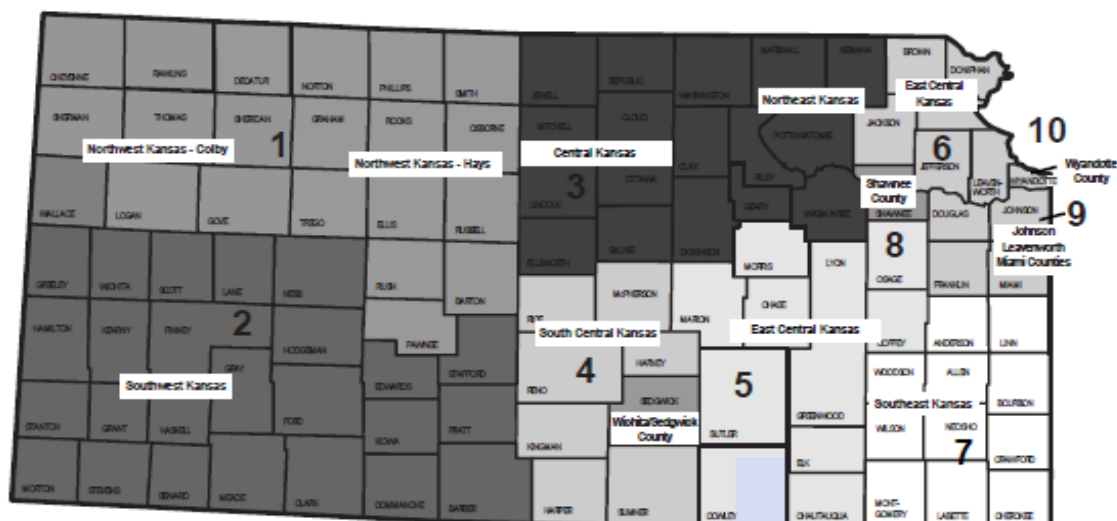 CHEYENNE
RAWLINS
DECATUR
NORTON
PHILLIPS
SMITH
JEWELL
REPUBLIC
WASHINGTON
MARSHALL
NEMAHA
BROWN
DONIPHAN
East Central
Kansas
Northeast Kansas
SHERMAN
THOMAS
SHERIDAN
GRAHAM
ROOKS
OSBORNE
MITCHELL
CLOUD
CLAY
POTTAWATOMIE
JACKSON
1
Northwest Kansas - Colby
Northwest Kansas - Hays
Central Kansas
10
Wyandotte
County
6
JEFFERSON
LEAVEN-
WORTH
WYANDOTTE
3
LINCOLN
OTTAWA
RILEY
GEARY
WABAUNSEE
Shawnee
County
SHAWNEE
DOUGLAS
JOHNSON
9
Johnson
Leavenworth
Miami Counties
WALLACE
LOGAN
GOVE
TREGO
ELLIS
RUSSELL
ELLSWORTH
SALINE
DICKINSON
MORRIS
LYON
8
OSAGE
FRANKLIN
MIAMI
GREELEY
WICHITA
SCOTT
LANE
NESS
RUSH
BARTON
RICE
McPHERSON
MARION
CHASE
HAMILTON
KEARNY
FINNEY
2
HODGEMAN
PAWNEE
STAFFORD
South Central Kansas
East Central Kansas
ANDERSON
LINN
Southwest Kansas
GRAY
EDWARDS
RENO
4
HARVEY
5
WOODSON
ALLEN
BOURBON
Southeast Kansas
STANTON
GRANT
HASKELL
FORD
KIOWA
PRATT
KINGMAN
SEDGWICK
Wichita/Sedgwick
County
BUTLER
GREENWOOD
WILSON
NEOSHO
7
CRAWFORD
ELK
MORTON
STEVENS
SEWARD
MEADE
CLARK
COMMANCHE
BARBER
HARPER
SUMNER
COWLEY
CHAUTAUQUA
MONT-
GOMERY
LABETTE
CHEROKEE